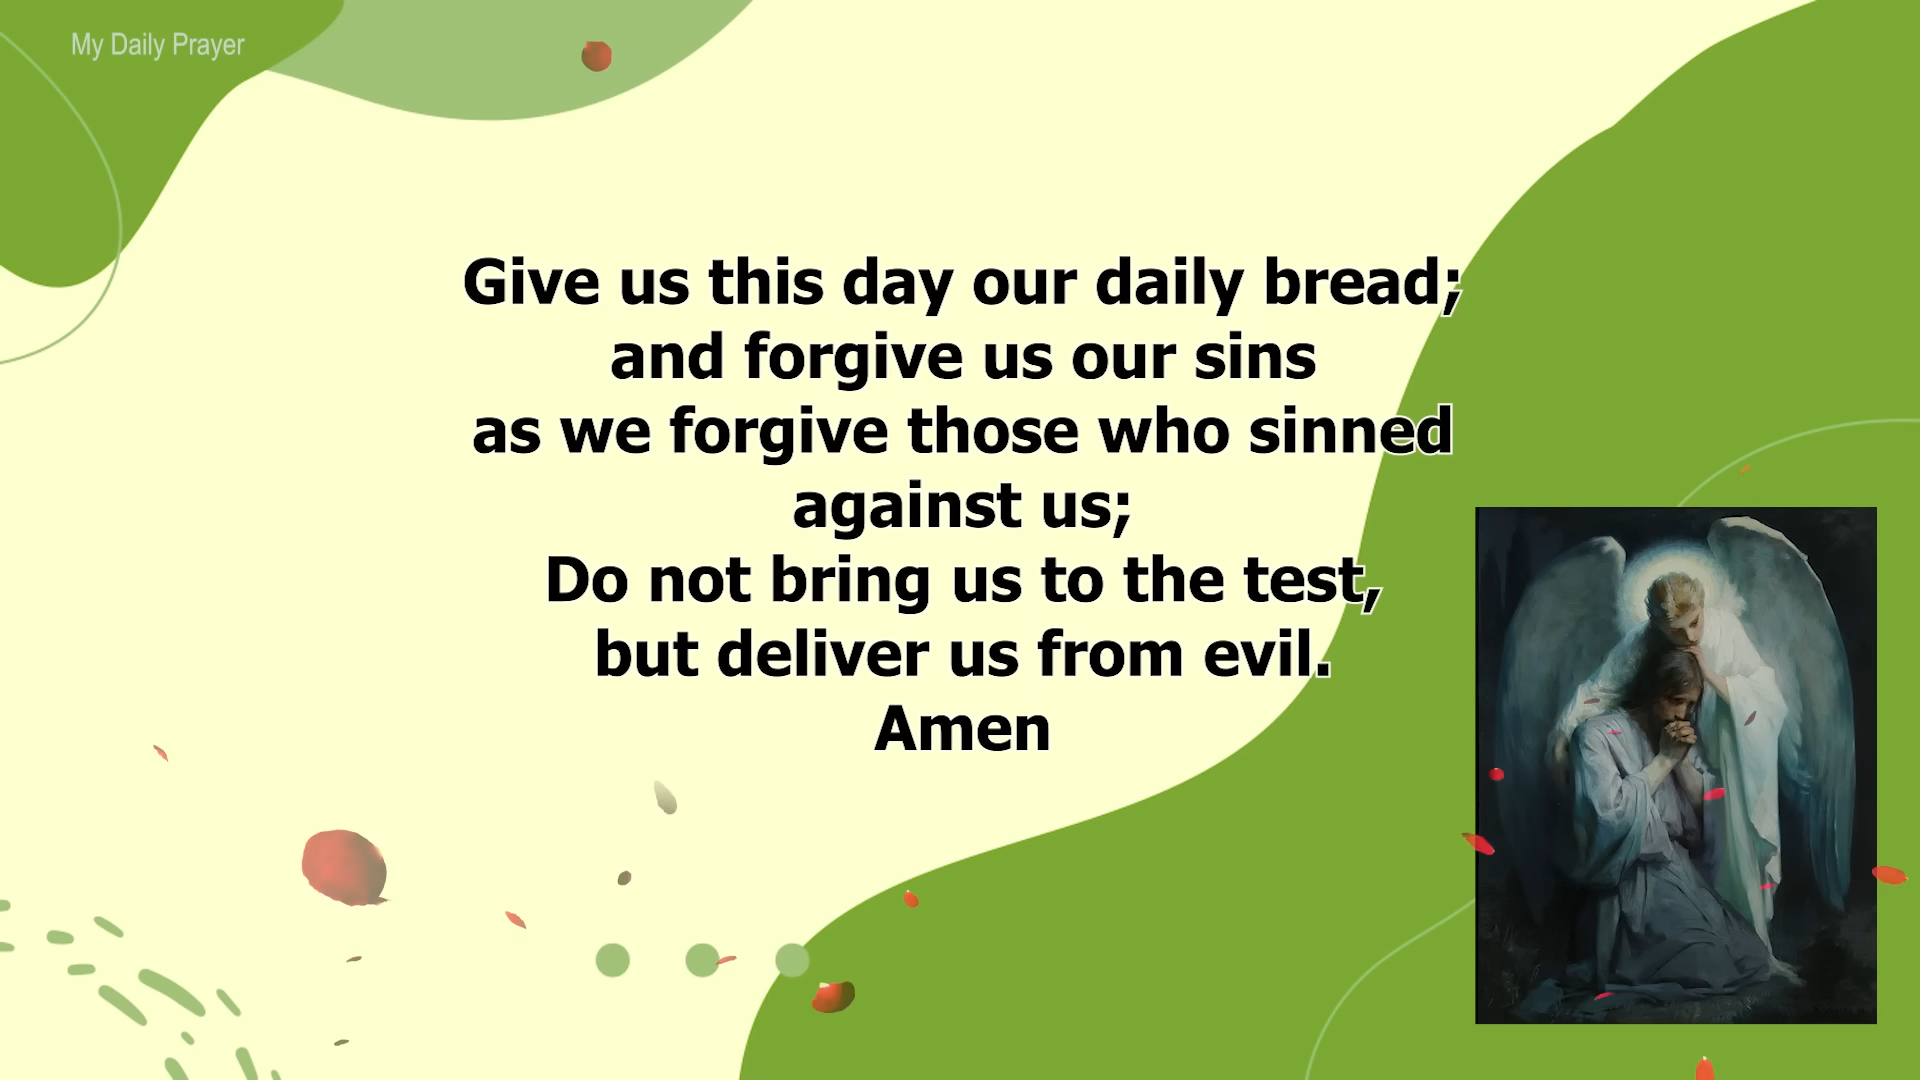 My Daily Prayer
Give us this day our daily bread;
and forgive us our sins
as we forgive those who sinned
against us;
Do not bring us to the test,
but deliver us from evil.
Amen